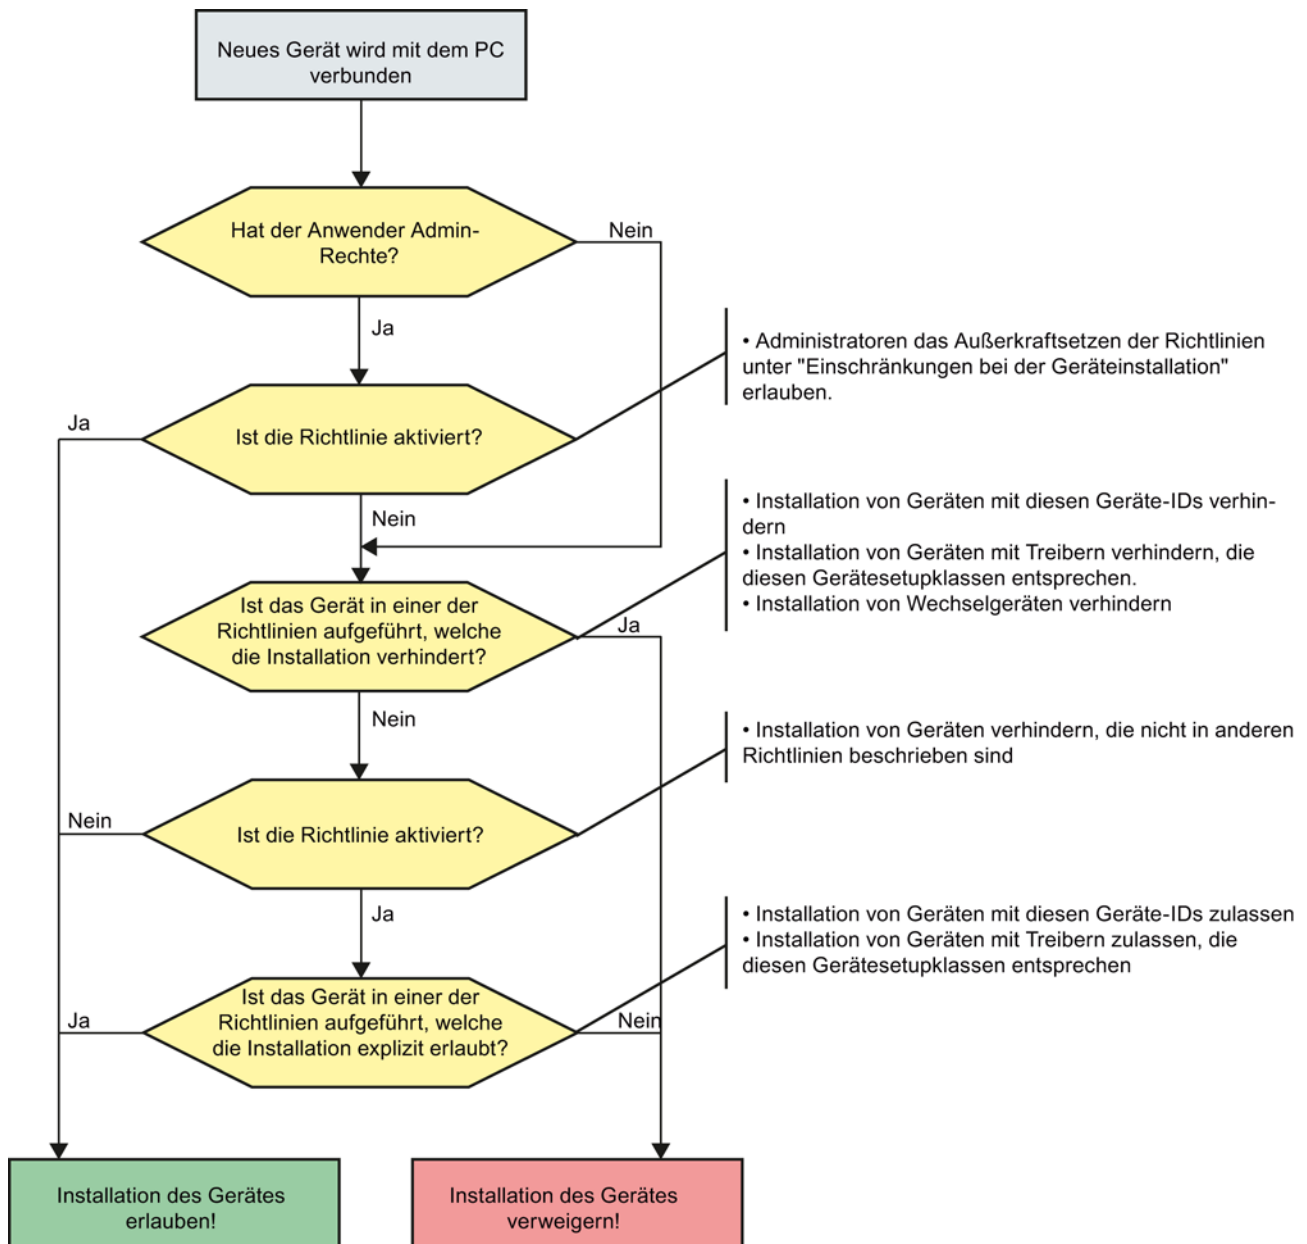 Neues Gerät wird mit dem PC
verbunden
Hat der Anwender Admin-
Rechte?
Nein
Ja
• Administratoren das Außerkraftsetzen der Richtlinien
unter "Einschränkungen bei der Geräteinstallation"
erlauben.
Ja
Ist die Richtlinie aktiviert?
Nein
• Installation von Geräten mit diesen Geräte-IDs verhin-
dern
• Installation von Geräten mit Treibern verhindern, die
diesen Gerätesetupklassen entsprechen.
• Installation von Wechselgeräten verhindern
Ist das Gerät in einer der
Richtlinien aufgeführt, welche
die Installation verhindert?
Ja
Nein
• Installation von Geräten verhindern, die nicht in anderen
Richtlinien beschrieben sind
Nein
Ist die Richtlinie aktiviert?
Ja
• Installation von Geräten mit diesen Geräte-IDs zulassen
• Installation von Geräten mit Treibern zulassen, die
diesen Gerätesetupklassen entsprechen
Ist das Gerät in einer der
Richtlinien aufgeführt, welche
die Installation explizit erlaubt?
Ja
Nein
Installation des Gerätes
erlauben!
Installation des Gerätes
verweigern!